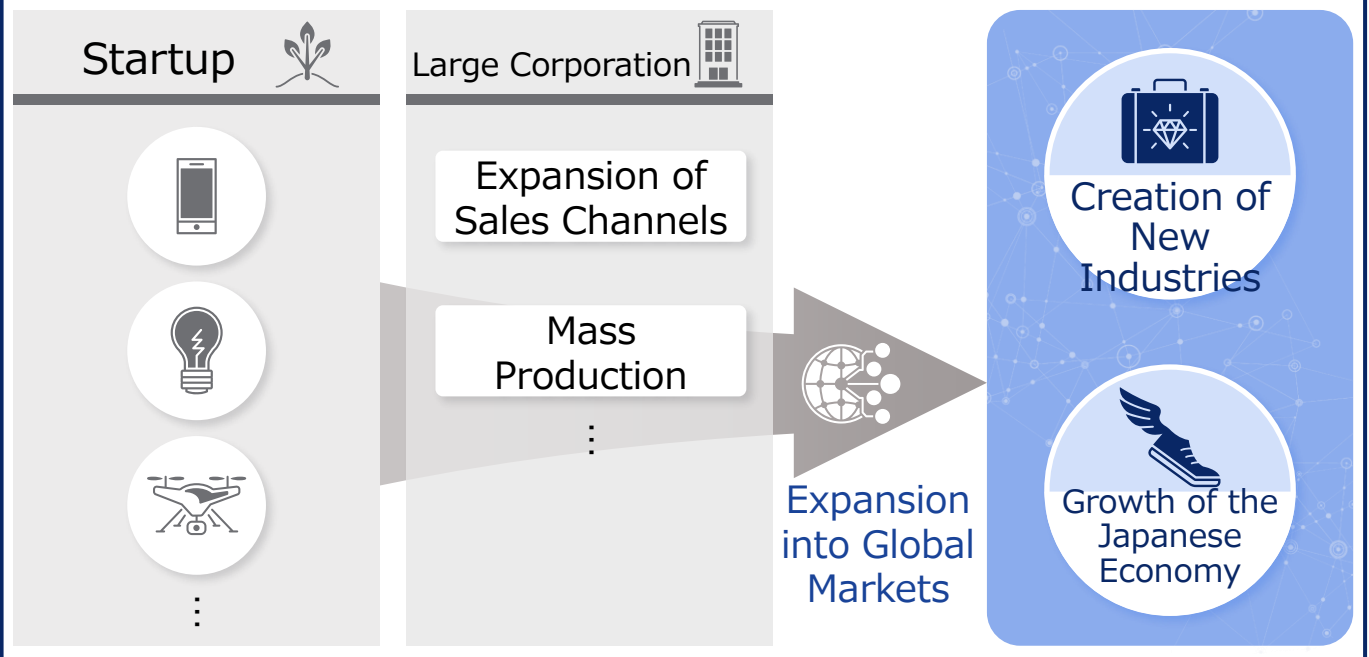 Startup
Large Corporation
Expansion of
Sales Channels
Mass
Production
⋮
⋮
Expansion
into Global
Markets
Creation of
New
Industries
Growth of the
Japanese
Economy